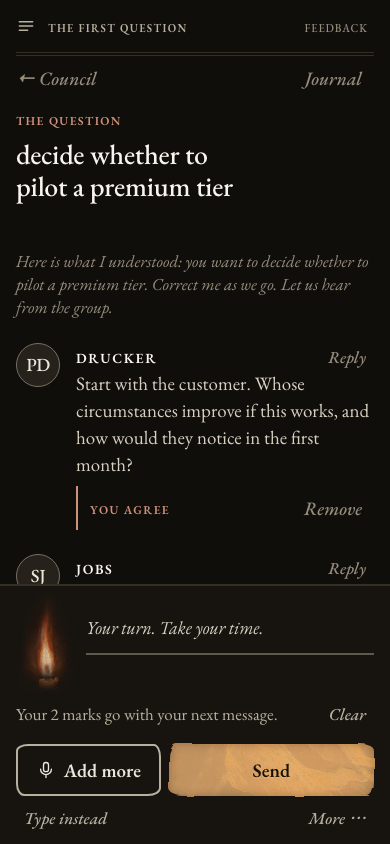 THE FIRST QUESTION
FEEDBACK
← Council
Journal
THE QUESTION
decide whether to
pilot a premium tier
Here is what I understood: you want to decide whether to
pilot a premium tier. Correct me as we go. Let us hear
from the group.
PD
DRUCKER
Reply
Start with the customer. Whose
circumstances improve if this works, and
how would they notice in the first
month?
YOU AGREE
Remove
SJ
JOBS
Reply
Your turn. Take your time.
Your 2 marks go with your next message.
Clear
Add more
Send
Type instead
More ···